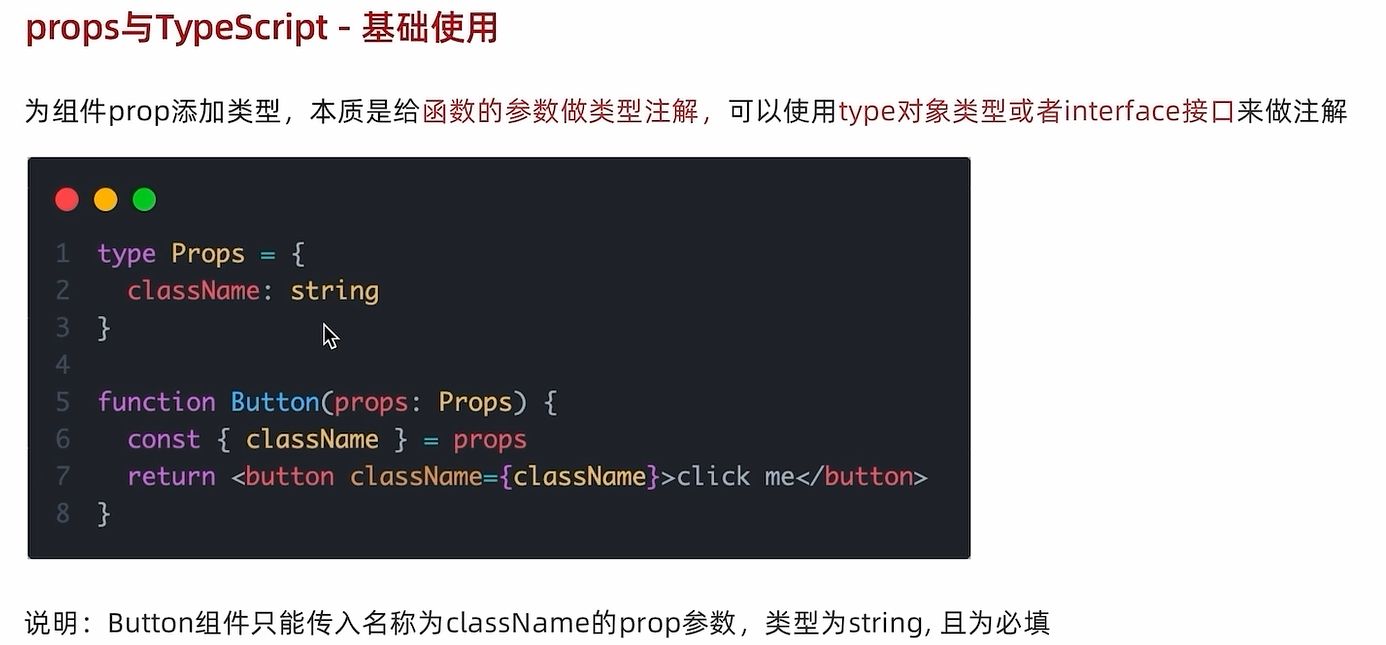 props与TypeScript - 基础使用
为组件prop添加类型，本质是给函数的参数做类型注解，可以使用type对象类型或者interface接口来做注解
1 type Props = {
2   className: string
3 }
4
5 function Button(props: Props) {
6   const { className } = props
7   return <button className={className}>click me</button>
8 }
说明：Button组件只能传入名称为className的prop参数，类型为string, 且为必填